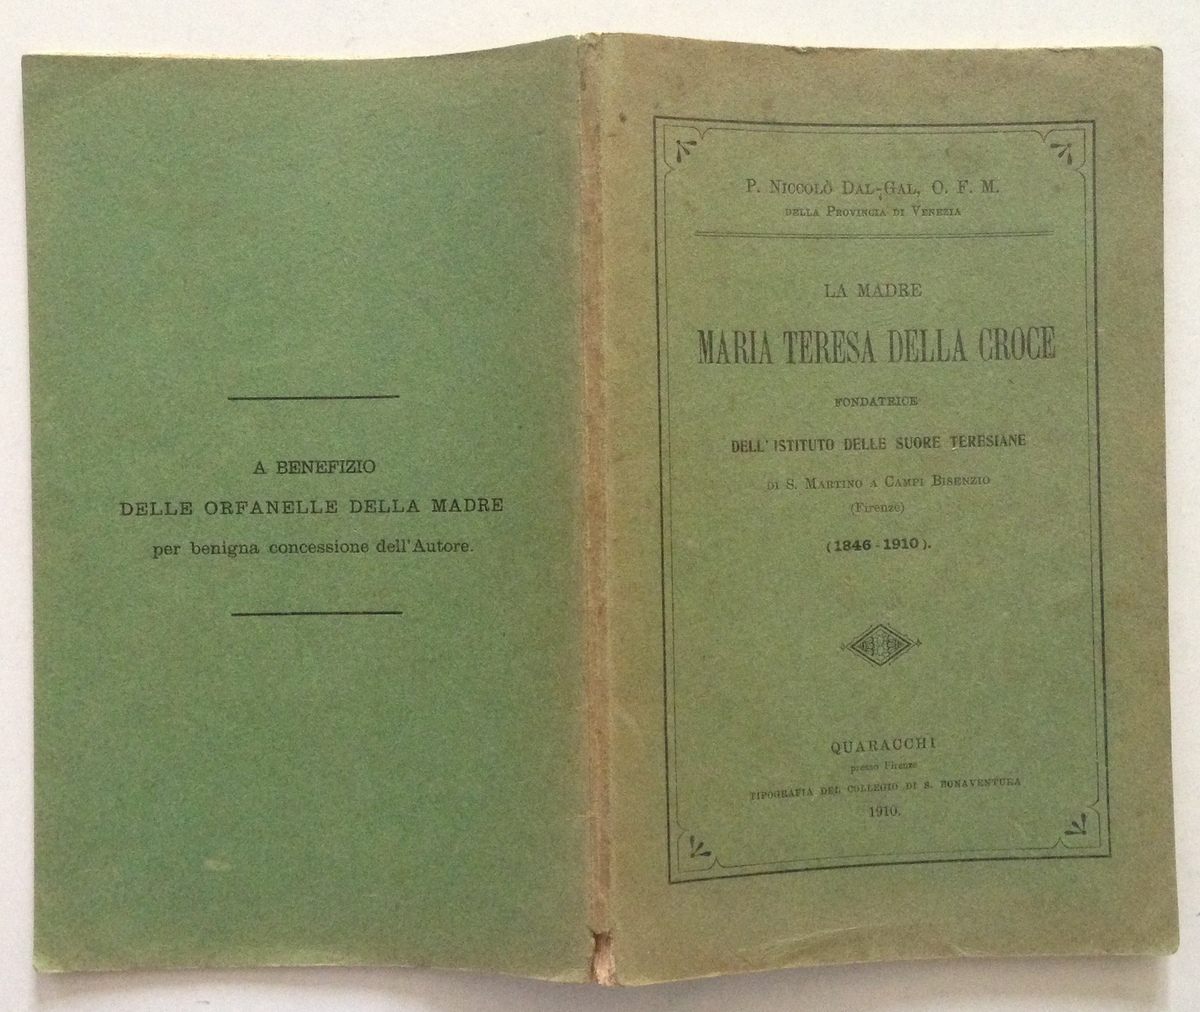 A BENEFIZIO
DELLE ORFANELLE DELLA MADRE
per benigna concessione dell'Autore.
P. Niccolò Dal-Gal, O. F. M.
della Provincia di Venezia
LA MADRE
MARIA TERESA DELLA CROCE
FONDATRICE
DELL'ISTITUTO DELLE SUORE TERESIANE
di S. Martino a Campi Bisenzio
(Firenze)
(1846-1910).
QUARACCHI
presso Firenze
TIPOGRAFIA DEL COLLEGIO DI S. BONAVENTURA
1910.